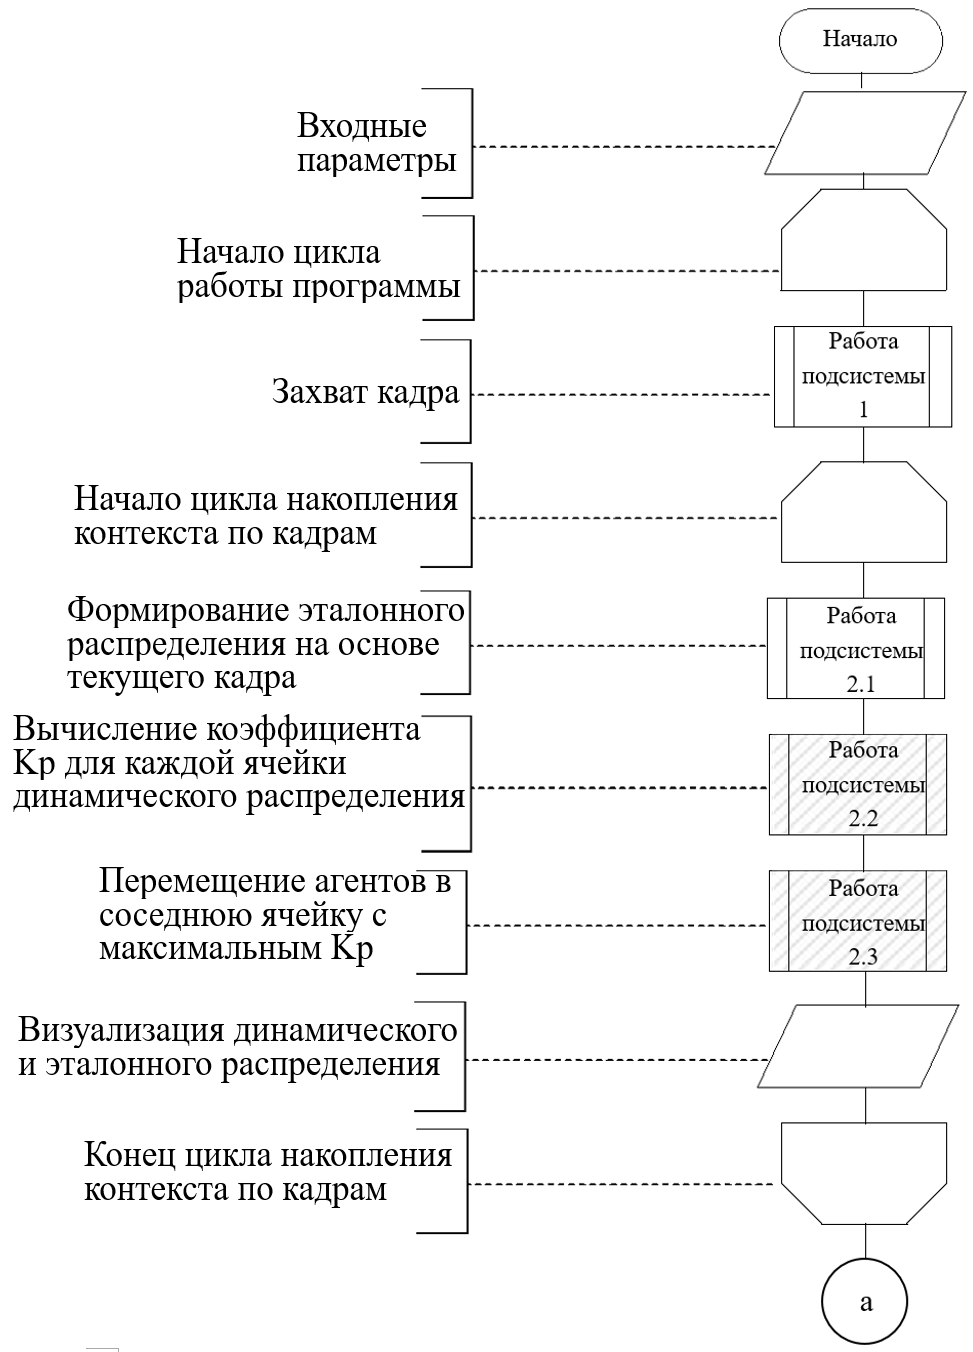 Начало
Входные
параметры
Начало цикла
работы программы
Захват кадра
Работа
подсистемы
1
Начало цикла накопления
контекста по кадрам
Формирование эталонного
распределения на основе
текущего кадра
Работа
подсистемы
2.1
Вычисление коэффициента
Кр для каждой ячейки
динамического распределения
Работа
подсистемы
2.2
Перемещение агентов в
соседнюю ячейку с
максимальным Кр
Работа
подсистемы
2.3
Визуализация динамического
и эталонного распределения
Конец цикла накопления
контекста по кадрам
а